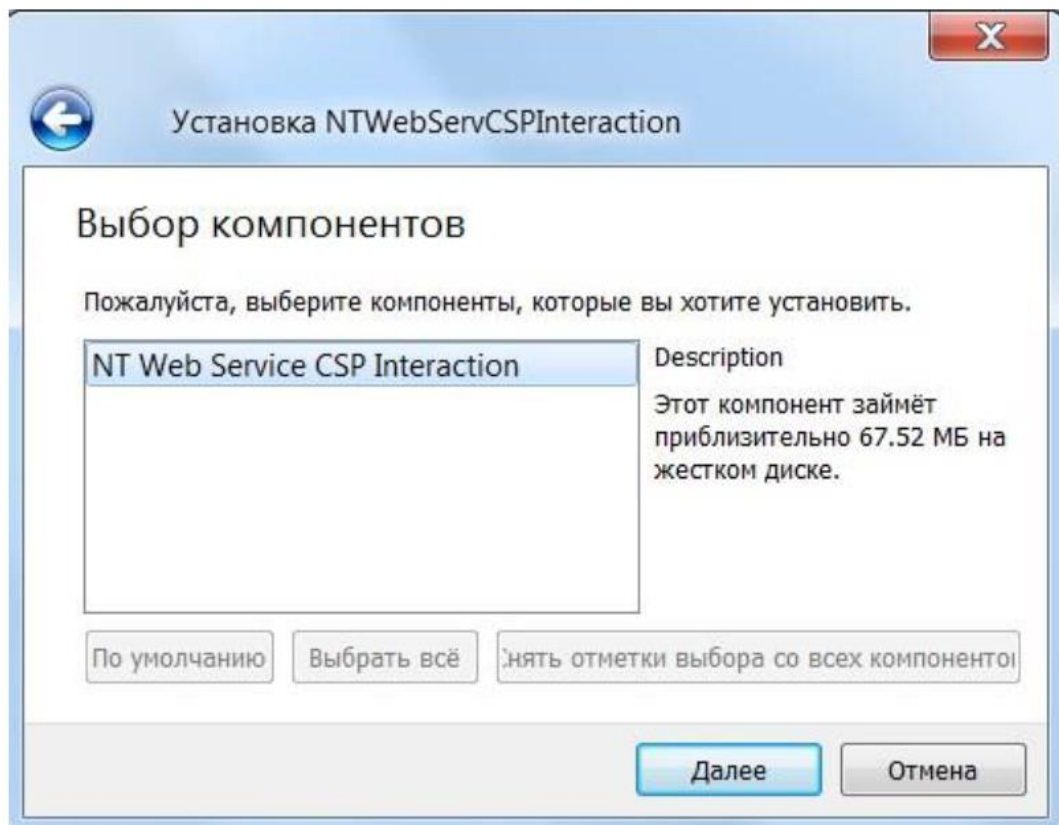 Установка NTWebServCSPInteraction
Выбор компонентов
Пожалуйста, выберите компоненты, которые вы хотите установить.
NT Web Service CSP Interaction
Description
Этот компонент займёт
приблизительно 67.52 МБ на
жестком диске.
По умолчанию
Выбрать всё
нять отметки выбора со всех компоненто
Далее
Отмена